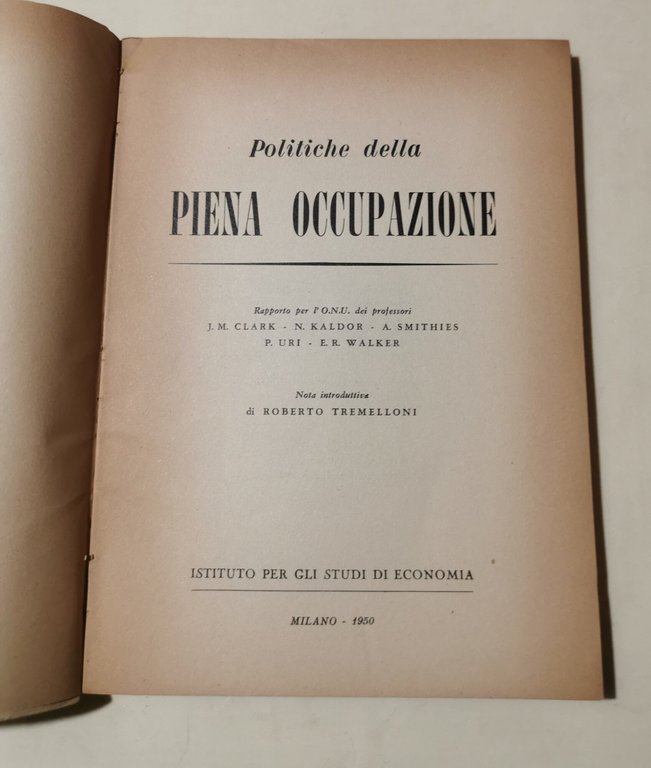 Politiche della
PIENA OCCUPAZIONE
Rapporto per l'O.N.U. dei professori
J. M. CLARK - N. KALDOR - A. SMITHIES
P. URI - E. R. WALKER
Nota introduttiva
di ROBERTO TREMELLONI
ISTITUTO PER GLI STUDI DI ECONOMIA
MILANO - 1950